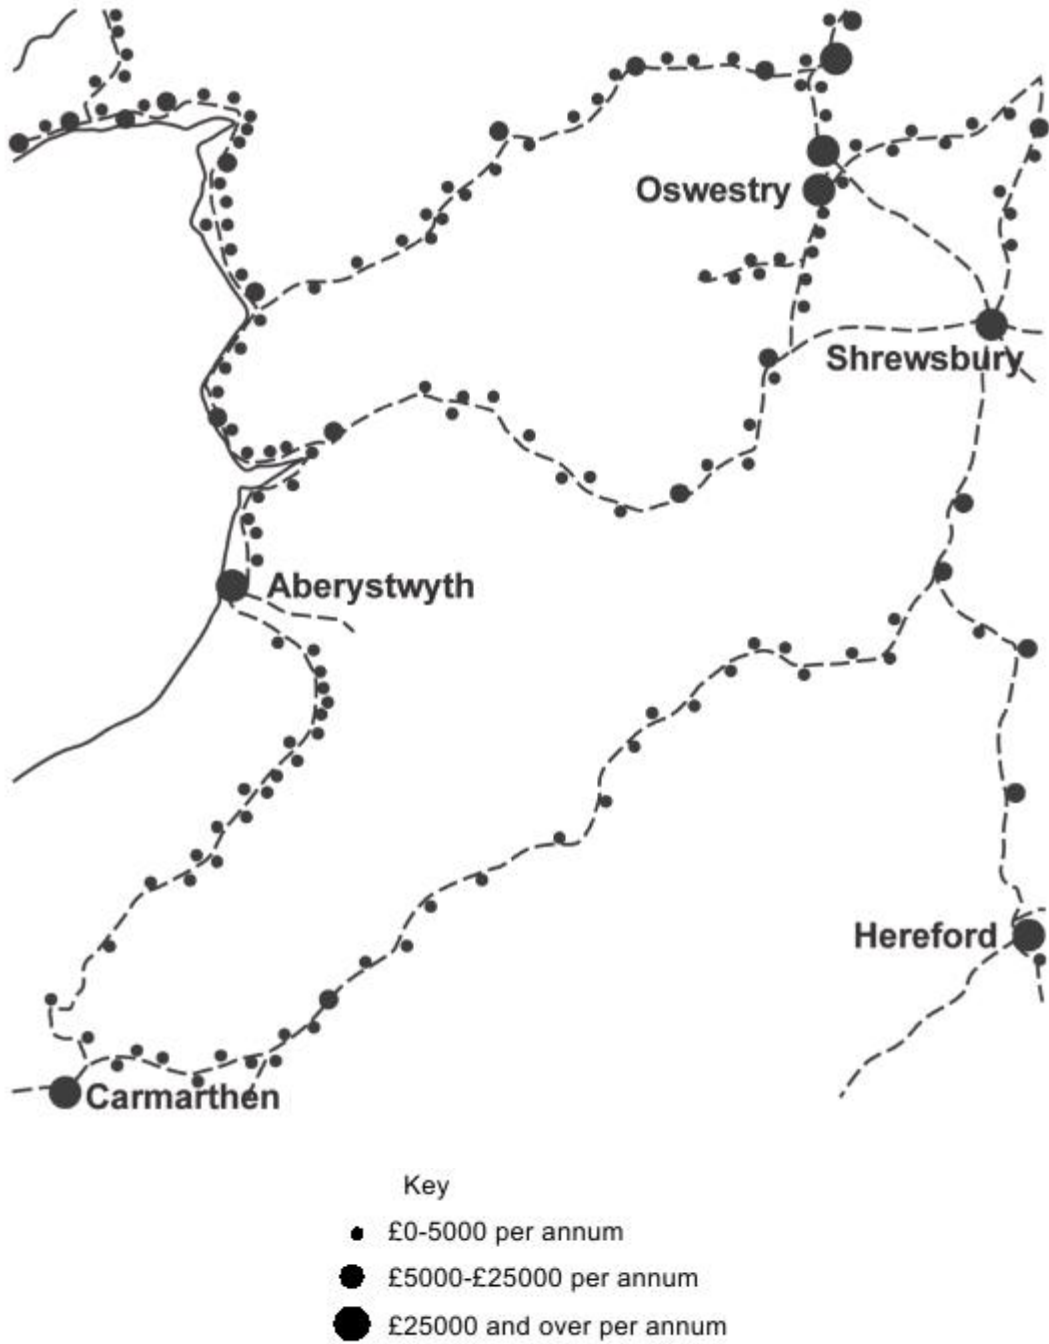 Oswestry
Shrewsbury
Aberystwyth
Hereford
Carmarthen
Key
£0-5000 per annum
£5000-£25000 per annum
£25000 and over per annum